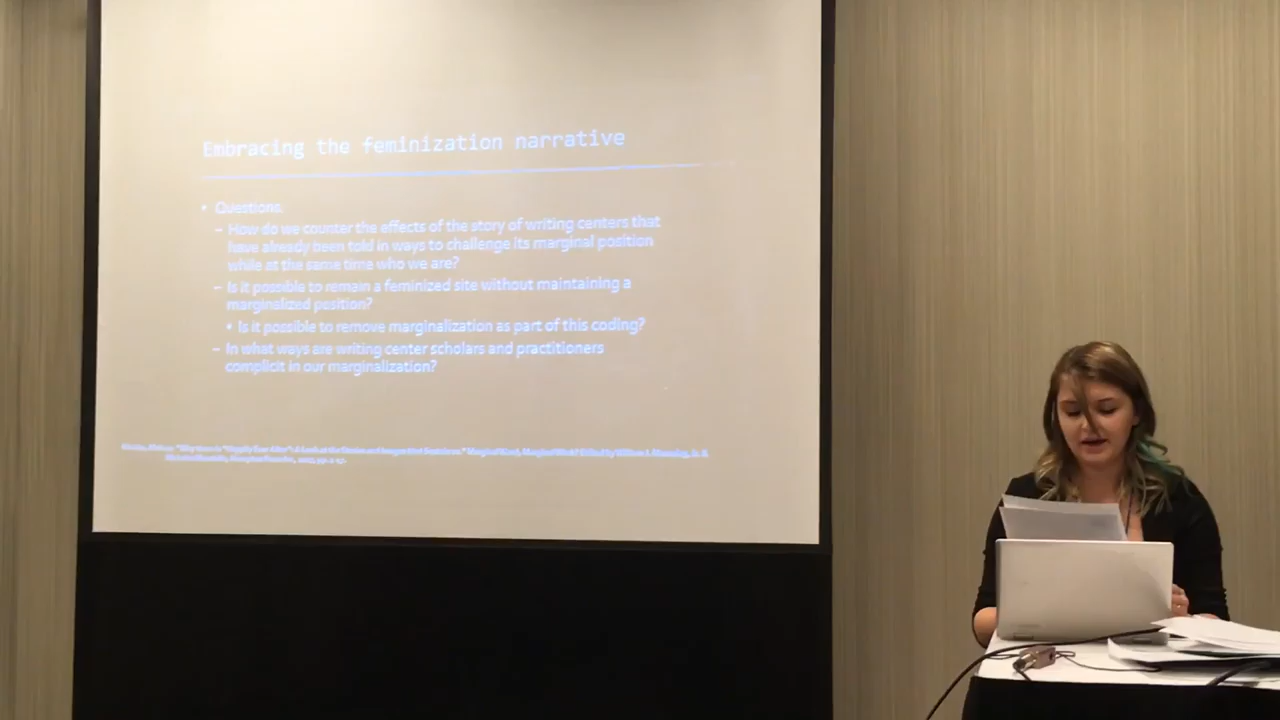 Embracing the feminization narrative
• Questions:
– How do we counter the effects of the story of writing centers that
have already been told in ways to challenge its marginal position
while at the same time who we are?
– Is it possible to remain a feminized site without maintaining a
marginalized position?
• Is it possible to remove marginalization as part of this coding?
– In what ways are writing center scholars and practitioners
complicit in our marginalization?